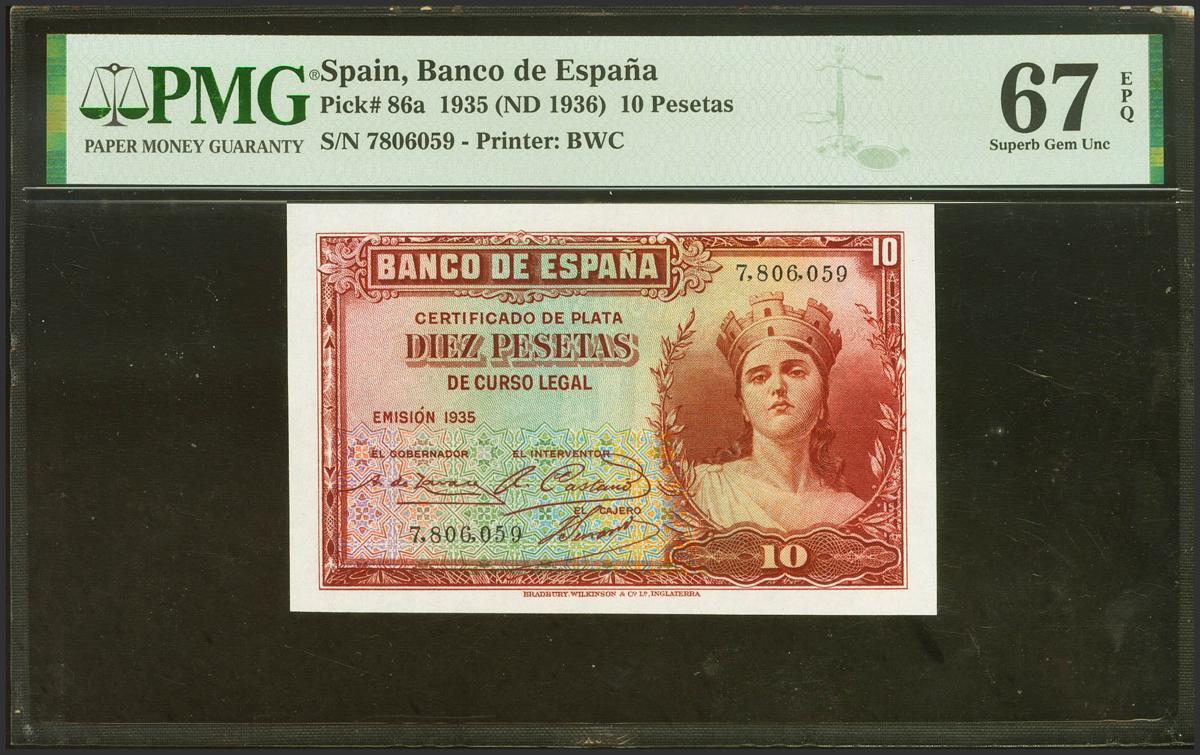 PMG® Spain, Banco de España
PAPER MONEY GUARANTY
Pick# 86a 1935 (ND 1936) 10 Pesetas
S/N 7806059 - Printer: BWC
67
EPQ
Superb Gem Unc
BANCO DE ESPAÑA
10
7,806,059
CERTIFICADO DE PLATA
DIEZ PESETAS
DE CURSO LEGAL
EMISIÓN 1935
EL GOBERNADOR EL INTERVENTOR
EL CAJERO
7,806,059
10
BRADBURY, WILKINSON & Cº Lº, INGLATERRA